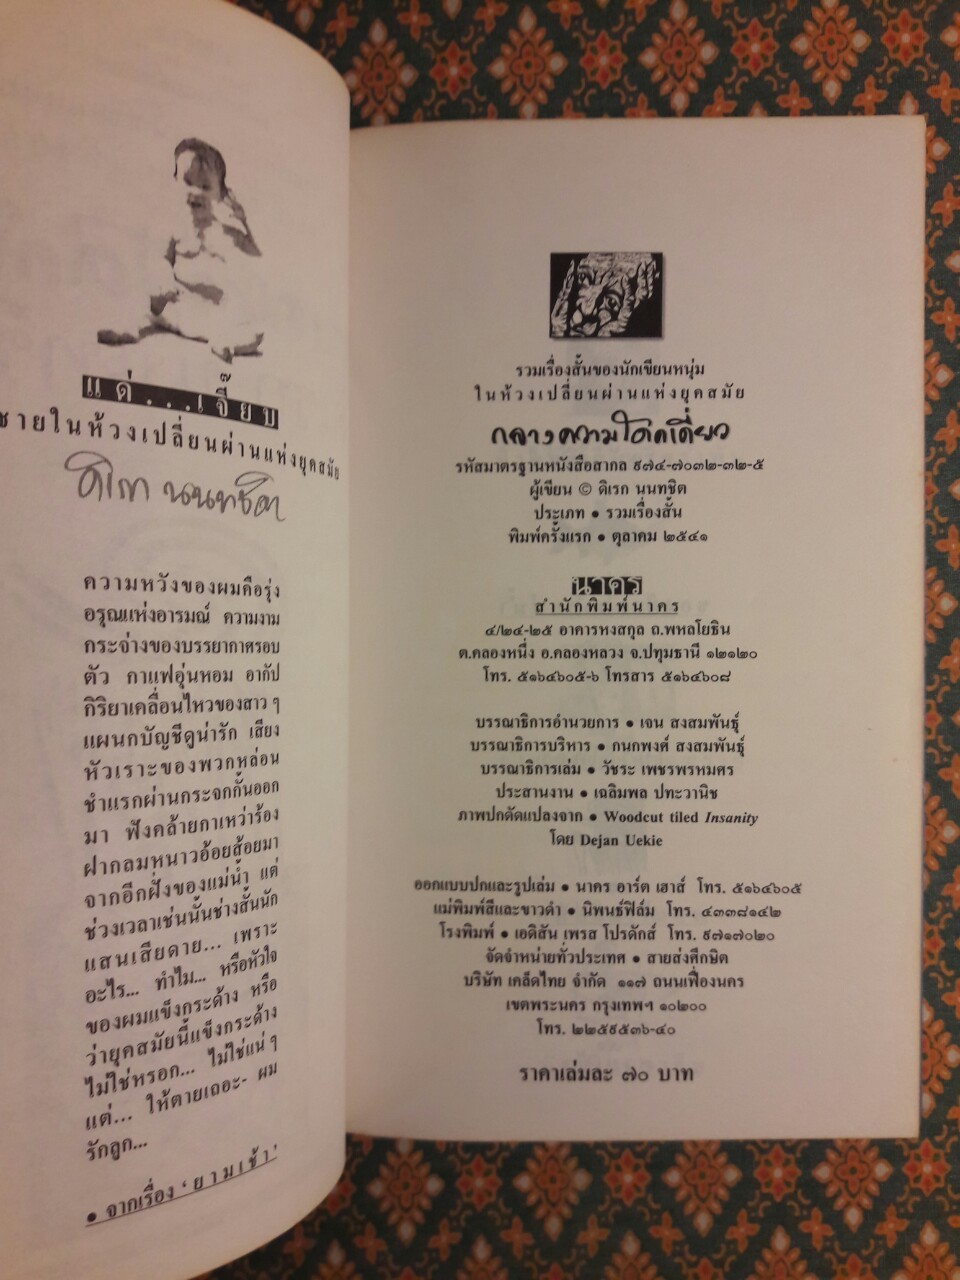 แด่...เจี๊ยบ
ชายในห้วงเปลี่ยนผ่านแห่งยุคสมัย
ดิเรก นนทชิต
ความหวังของผมคือรุ่ง
อรุณแห่งอารมณ์ ความงาม
กระจ่างของบรรยากาศรอบ
ตัว กาแฟอุ่นหอม อากัป
กิริยาเคลื่อนไหวของสาว ๆ
แผนกบัญชีดูน่ารัก เสียง
หัวเราะของพวกหล่อน
ชำแรกผ่านกระจกกั้นออก
มา ฟังคล้ายกาเหว่าร้อง
ฝากลมหนาวอ้อยส้อยมา
จากอีกฝั่งของแม่น้ำ แต่
ช่วงเวลาเช่นนั้นช่างสั้นนัก
แสนเสียดาย... เพราะ
อะไร... ทำไม... หรือหัวใจ
ของผมแข็งกระด้าง หรือ
ว่ายุคสมัยนี้แข็งกระด้าง
ไม่ใช่หรอก... ไม่ใช่แน่ ๆ
แต่... ให้ตายเถอะ- ผม
รักลูก...
• จากเรื่อง 'ยามเช้า'
รวมเรื่องสั้นของนักเขียนหนุ่ม
ในห้วงเปลี่ยนผ่านแห่งยุคสมัย
กลางความโดดเดี่ยว
รหัสมาตรฐานหนังสือสากล ๙๗๔-๗๐๓๒-๓๒-๕
ผู้เขียน © ดิเรก นนทชิต
ประเภท • รวมเรื่องสั้น
พิมพ์ครั้งแรก • ตุลาคม ๒๕๔๑
นาคร
สำนักพิมพ์นาคร
๔/๒๔-๒๕ อาคารหงสกุล ถ.พหลโยธิน
ต.คลองหนึ่ง อ.คลองหลวง จ.ปทุมธานี ๑๒๑๒๐
โทร. ๕๑๖๔๖๐๕-๖ โทรสาร ๕๑๖๔๖๐๘
บรรณาธิการอำนวยการ • เจน สงสมพันธุ์
บรรณาธิการบริหาร • กนกพงศ์ สงสมพันธุ์
บรรณาธิการเล่ม • วัชระ เพชรพรหมศร
ประสานงาน • เฉลิมพล ปทะวานิช
ภาพปกดัดแปลงจาก • Woodcut tiled Insanity
โดย Dejan Uekie
ออกแบบปกและรูปเล่ม • นาคร อาร์ต เฮาส์ โทร. ๕๑๖๔๖๐๕
แม่พิมพ์สีและขาวดำ • นิพนธ์ฟิล์ม โทร. ๔๓๓๘๑๔๒
โรงพิมพ์ • เอดิสัน เพรส โปรดักส์ โทร. ๙๗๑๗๐๒๐
จัดจำหน่ายทั่วประเทศ • สายส่งศึกษิต
บริษัท เคล็ดไทย จำกัด ๑๑๗ ถนนเฟื่องนคร
เขตพระนคร กรุงเทพฯ ๑๐๒๐๐
โทร. ๒๒๕๙๕๓๖-๔๐
ราคาเล่มละ ๗๐ บาท